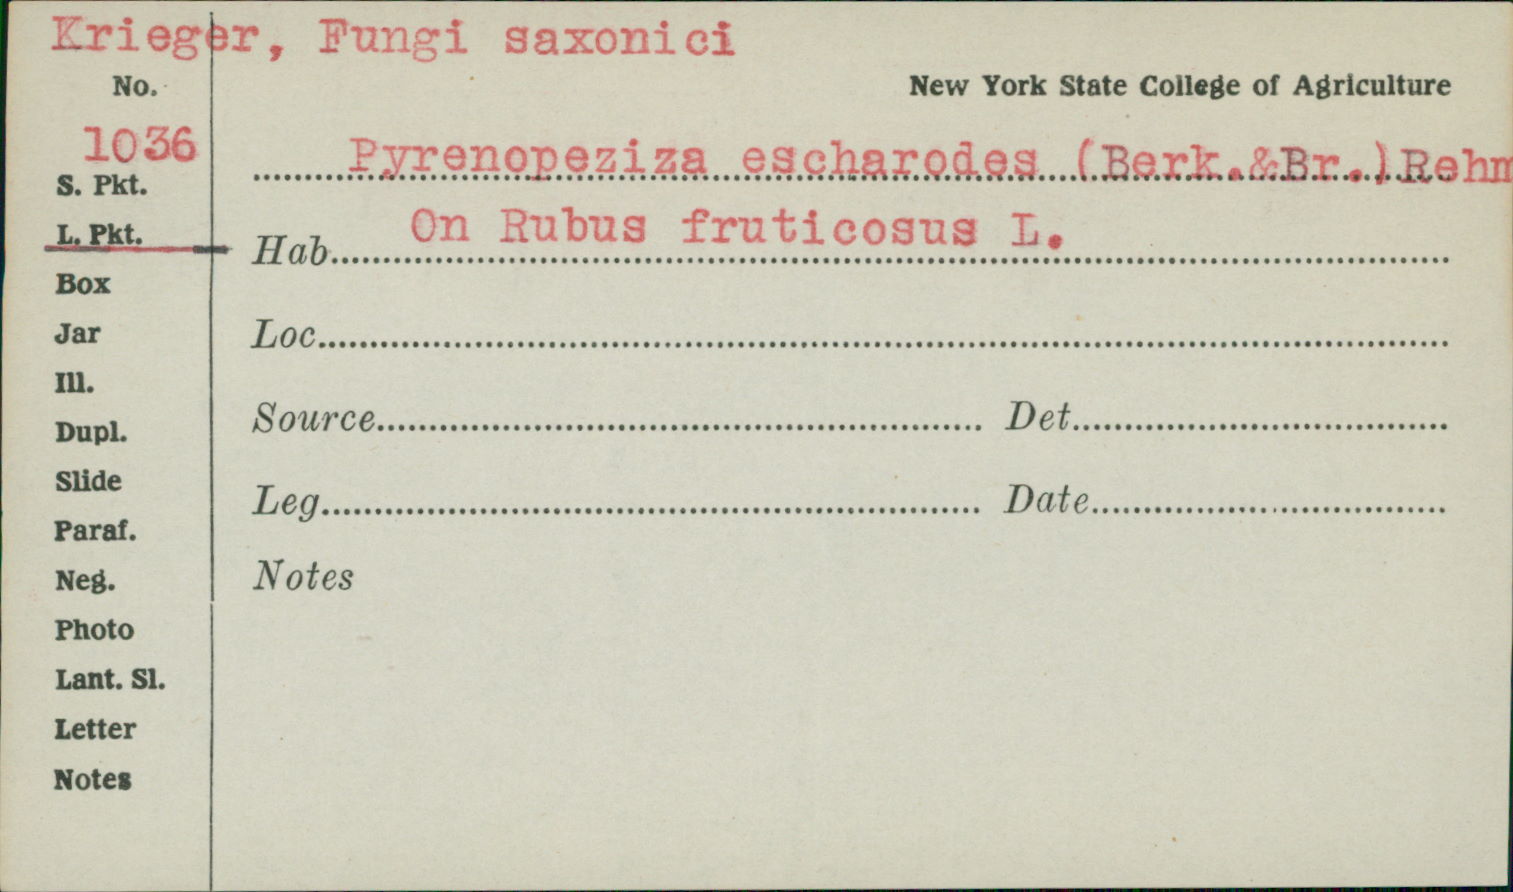 Krieger, Fungi saxonici
No.
New York State College of Agriculture
1036
Pyrenopeziza escharodes (Berk.&Br.)Rehm
S. Pkt.
On Rubus fruticosus L.
L. Pkt.
Hab
Box
Jar
Loc
Ill.
Dupl.
Source Det
Slide
Leg Date
Paraf.
Neg.
Notes
Photo
Lant. Sl.
Letter
Notes